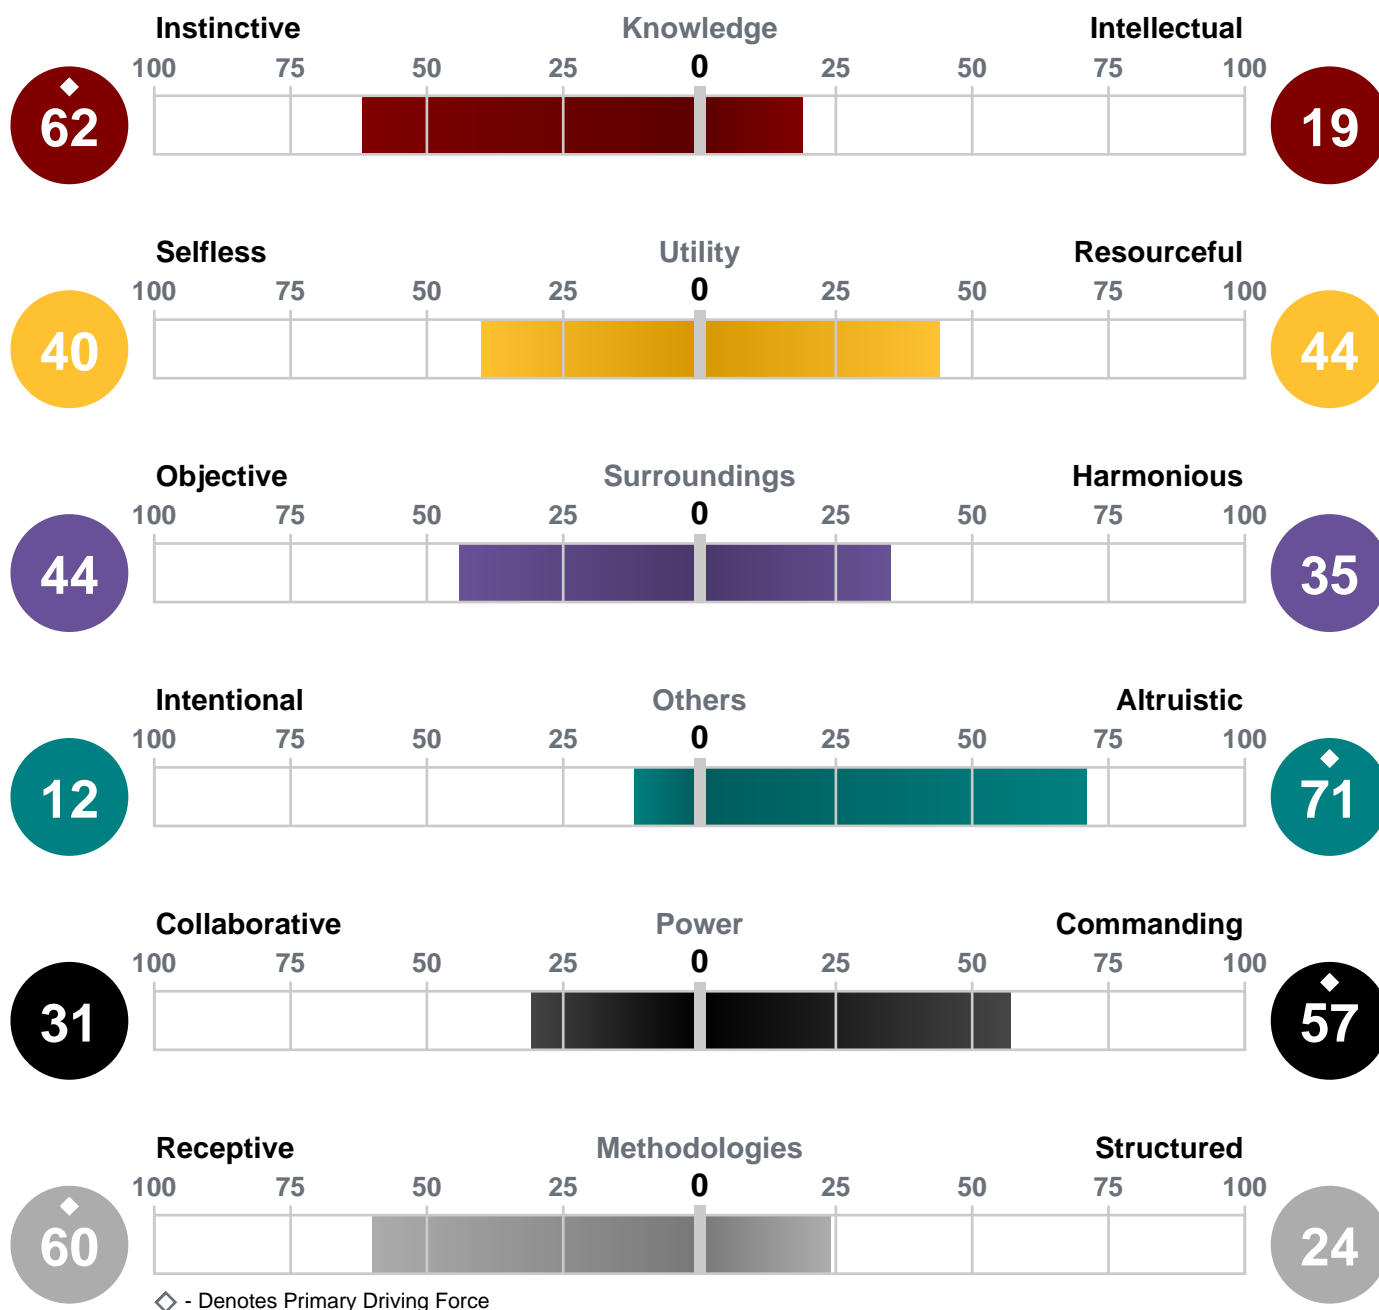 Instinctive Knowledge Intellectual
100 75 50 25 0 25 50 75 100
62 19
Selfless Utility Resourceful
100 75 50 25 0 25 50 75 100
40 44
Objective Surroundings Harmonious
100 75 50 25 0 25 50 75 100
44 35
Intentional Others Altruistic
100 75 50 25 0 25 50 75 100
12 71
Collaborative Power Commanding
100 75 50 25 0 25 50 75 100
31 57
Receptive Methodologies Structured
100 75 50 25 0 25 50 75 100
60 24
- Denotes Primary Driving Force